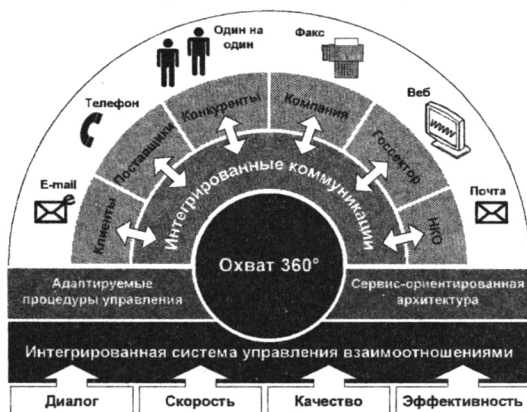 Один на
один
Факс
Телефон
Веб
E-mail
Почта
Конкуренты
Компания
Поставщики
Госсектор
Клиенты
НКО
Интегрированные коммуникации
Охват 360°
Адаптируемые
процедуры управления
Сервис-ориентированная
архитектура
Интегрированная система управления взаимоотношениями
Диалог
Скорость
Качество
Эффективность